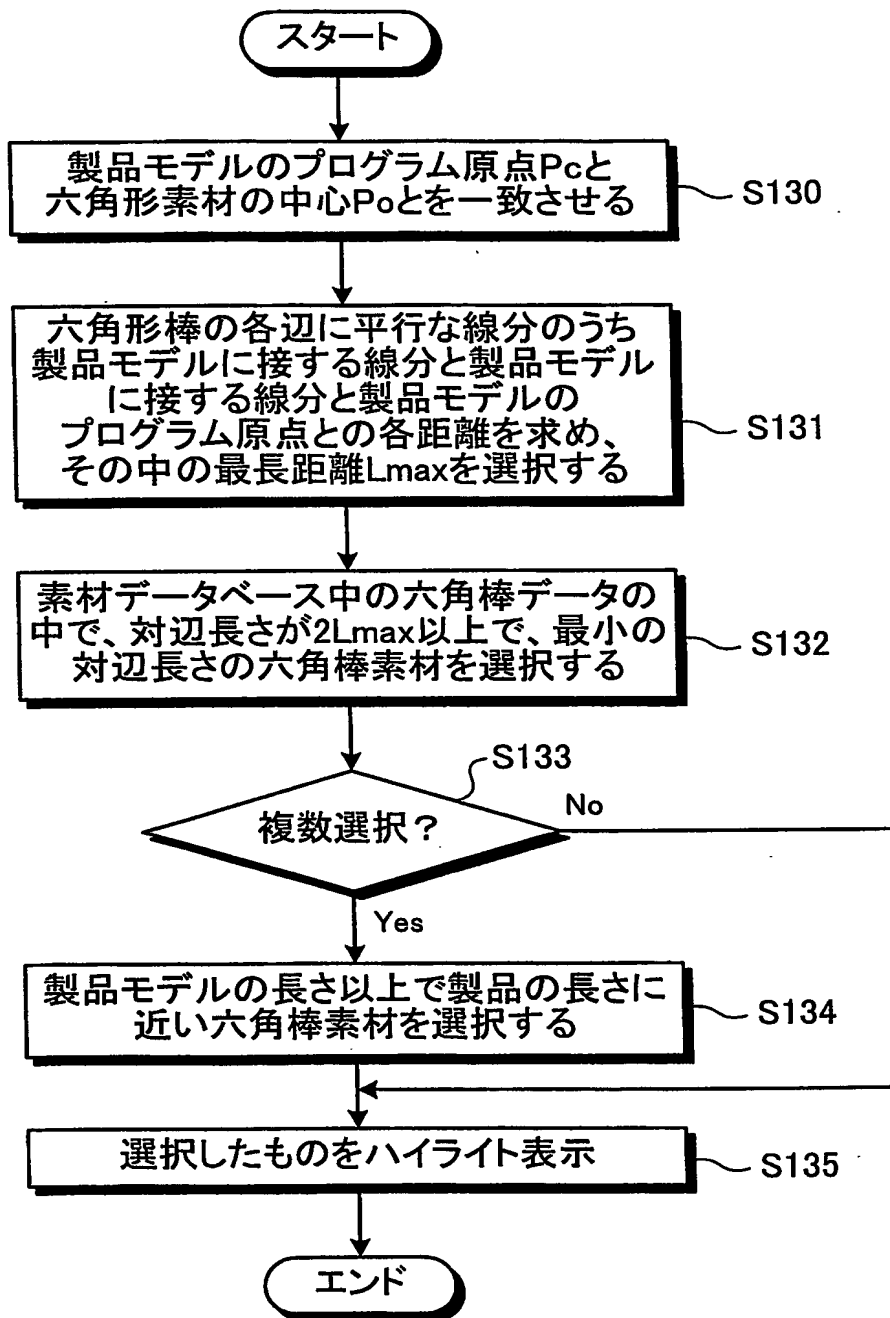 スタート
製品モデルのプログラム原点Pcと
六角形素材の中心Poとを一致させる
S130
六角形棒の各辺に平行な線分のうち
製品モデルに接する線分と製品モデル
に接する線分と製品モデルの
プログラム原点との各距離を求め、
その中の最長距離Lmaxを選択する
S131
素材データベース中の六角棒データの
中で、対辺長さが2Lmax以上で、最小の
対辺長さの六角棒素材を選択する
S132
S133
複数選択?
No
Yes
製品モデルの長さ以上で製品の長さに
近い六角棒素材を選択する
S134
選択したものをハイライト表示
S135
エンド